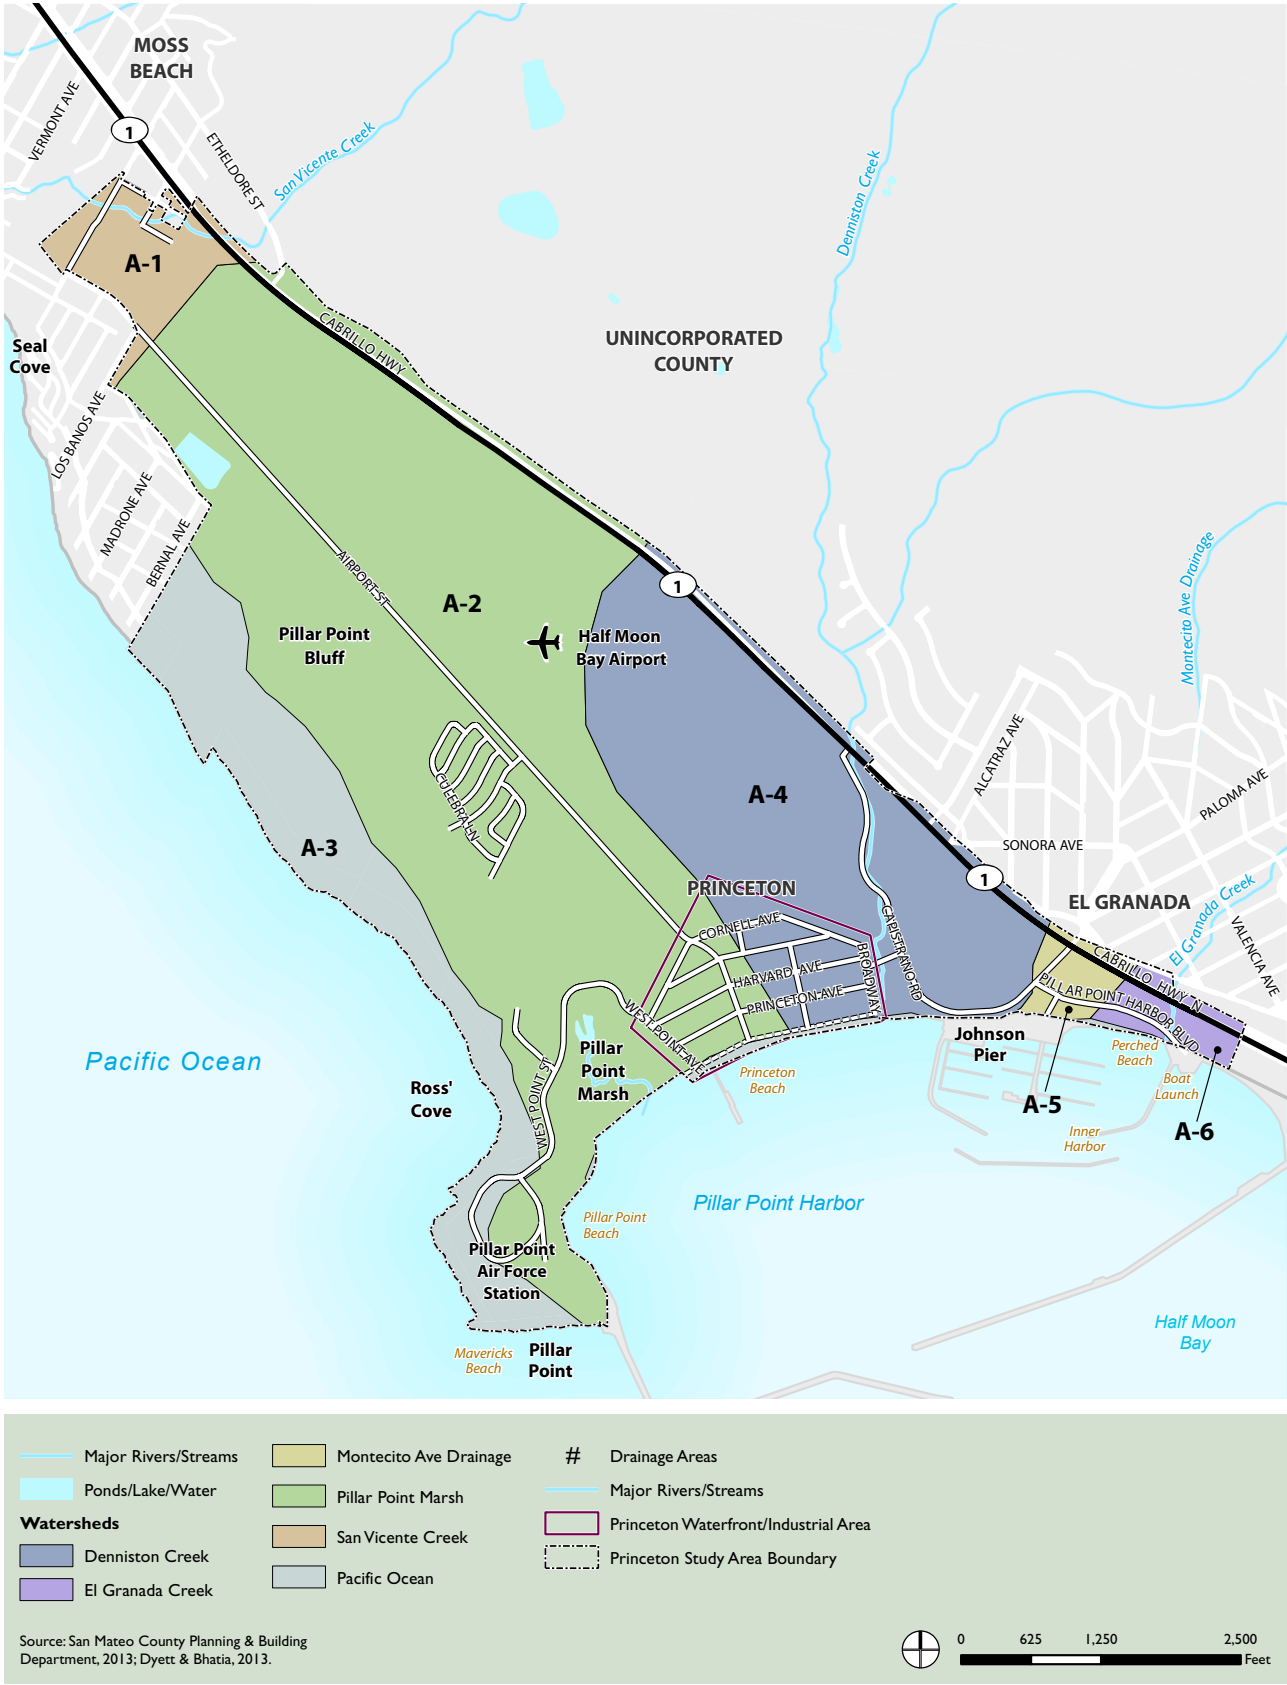 MOSS
BEACH
VERMONT AVE
1
ETHELDORE ST
San Vicente Creek
Denniston Creek
A-1
Seal
Cove
CABRILLO HWY
UNINCORPORATED
COUNTY
LOS BANOS AVE
MADRONE AVE
BERNAL AVE
AIRPORT ST
A-2
1
Pillar Point
Bluff
Half Moon
Bay Airport
Montecito Ave Drainage
ALCATRAZ AVE
PALOMA AVE
CULEBRA LN
A-4
A-3
SONORA AVE
1
PRINCETON
EL GRANADA
El Granada Creek
VALENCIA AVE
CORNELL AVE
BROADWAY
CAPISTRANO RD
HARVARD AVE
PRINCETON AVE
CABRILLO HWY N
PILLAR POINT HARBOR BLVD
WEST POINT AVE
Johnson
Pier
Perched
Beach
Boat
Launch
Pacific Ocean
Pillar
Point
Marsh
Princeton
Beach
Ross'
Cove
WEST POINT ST
A-5
Inner
Harbor
A-6
Pillar Point Harbor
Pillar Point
Beach
Pillar Point
Air Force
Station
Mavericks
Beach
Pillar
Point
Half Moon
Bay
Major Rivers/Streams
Ponds/Lake/Water
Watersheds
Denniston Creek
El Granada Creek
Montecito Ave Drainage
Pillar Point Marsh
San Vicente Creek
Pacific Ocean
# Drainage Areas
Major Rivers/Streams
Princeton Waterfront/Industrial Area
Princeton Study Area Boundary
Source: San Mateo County Planning & Building
Department, 2013; Dyett & Bhatia, 2013.
0 625 1,250 2,500
Feet